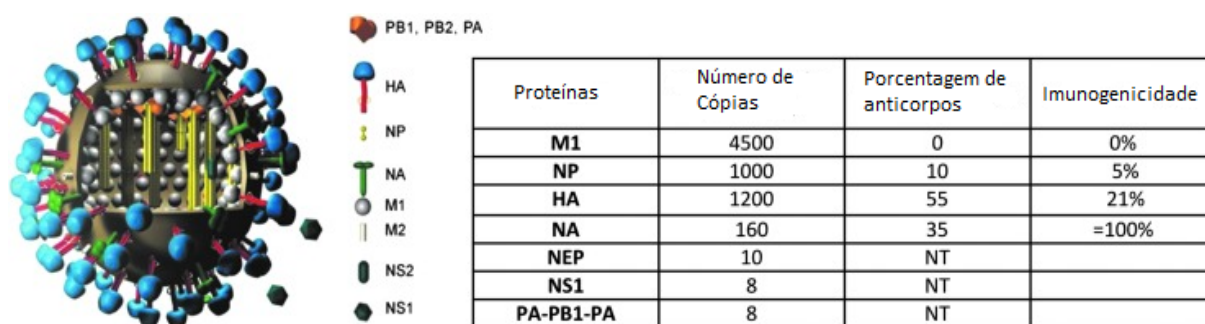 PB1, PB2, PA
HA
NP
NA
M1
M2
NS2
NS1
Proteínas Número de Cópias Porcentagem de anticorpos Imunogenicidade
M1 4500 0 0%
NP 1000 10 5%
HA 1200 55 21%
NA 160 35 =100%
NEP 10 NT
NS1 8 NT
PA-PB1-PA 8 NT